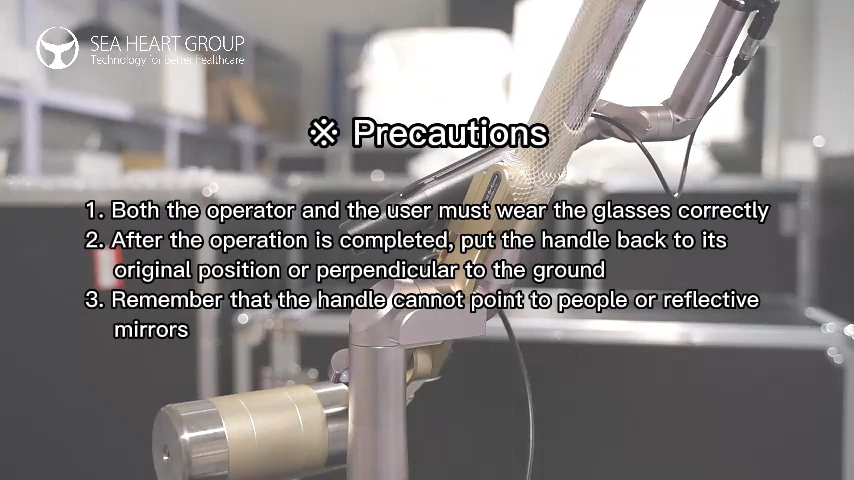 SEA HEART GROUP
Technology for better healthcare
※ Precautions
1. Both the operator and the user must wear the glasses correctly
2. After the operation is completed, put the handle back to its
original position or perpendicular to the ground
3. Remember that the handle cannot point to people or reflective
mirrors